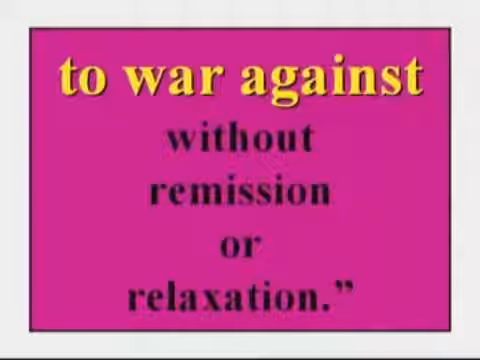 to war against
without
remission
or
relaxation.”